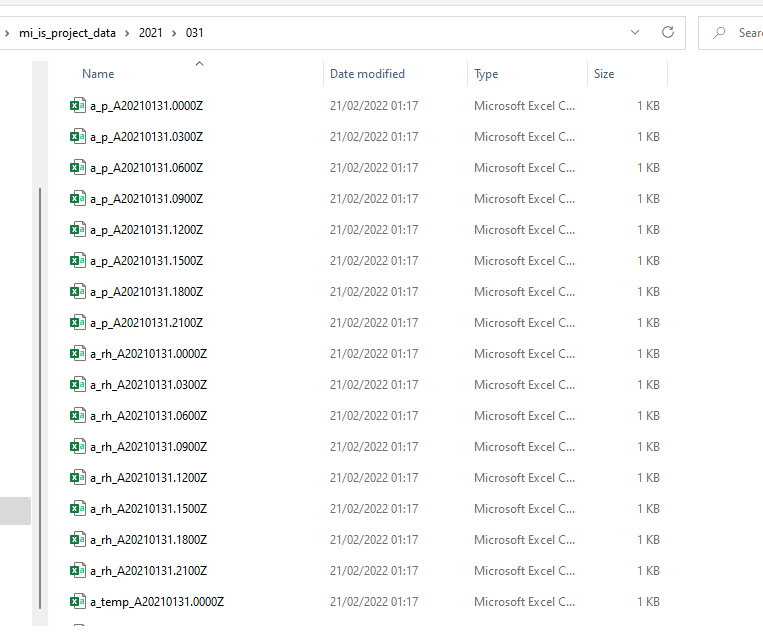 mi_is_project_data > 2021 > 031 Sear
Name Date modified Type Size
a_p_A20210131.0000Z 21/02/2022 01:17 Microsoft Excel C... 1 KB
a_p_A20210131.0300Z 21/02/2022 01:17 Microsoft Excel C... 1 KB
a_p_A20210131.0600Z 21/02/2022 01:17 Microsoft Excel C... 1 KB
a_p_A20210131.0900Z 21/02/2022 01:17 Microsoft Excel C... 1 KB
a_p_A20210131.1200Z 21/02/2022 01:17 Microsoft Excel C... 1 KB
a_p_A20210131.1500Z 21/02/2022 01:17 Microsoft Excel C... 1 KB
a_p_A20210131.1800Z 21/02/2022 01:17 Microsoft Excel C... 1 KB
a_p_A20210131.2100Z 21/02/2022 01:17 Microsoft Excel C... 1 KB
a_rh_A20210131.0000Z 21/02/2022 01:17 Microsoft Excel C... 1 KB
a_rh_A20210131.0300Z 21/02/2022 01:17 Microsoft Excel C... 1 KB
a_rh_A20210131.0600Z 21/02/2022 01:17 Microsoft Excel C... 1 KB
a_rh_A20210131.0900Z 21/02/2022 01:17 Microsoft Excel C... 1 KB
a_rh_A20210131.1200Z 21/02/2022 01:17 Microsoft Excel C... 1 KB
a_rh_A20210131.1500Z 21/02/2022 01:17 Microsoft Excel C... 1 KB
a_rh_A20210131.1800Z 21/02/2022 01:17 Microsoft Excel C... 1 KB
a_rh_A20210131.2100Z 21/02/2022 01:17 Microsoft Excel C... 1 KB
a_temp_A20210131.0000Z 21/02/2022 01:17 Microsoft Excel C... 1 KB